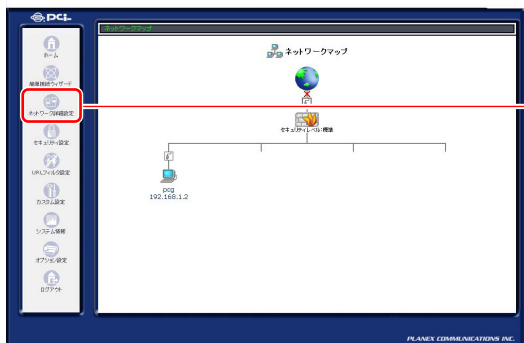 PCi
ネットワークマップ
ネットワークマップ
ホーム
簡単接続ウィザード
ネットワーク詳細設定
セキュリティ設定
URLフィルタ設定
カスタム設定
システム情報
オプション設定
ログアウト
セキュリティレベル:標準
pcg
192.168.1.2
PLANEX COMMUNICATIONS INC.